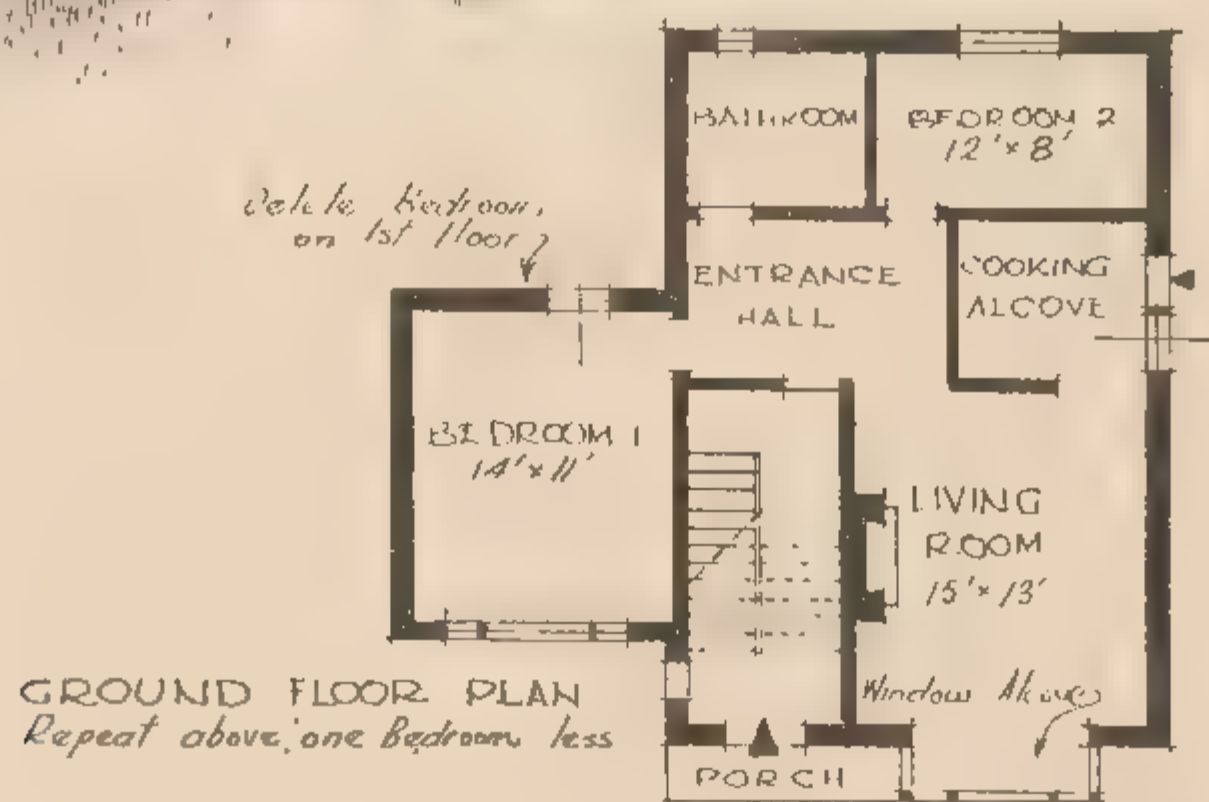 BATHROOM
BEDROOM 2
12' × 8'
Delete Bedroom,
on 1st floor
ENTRANCE
HALL
COOKING
ALCOVE
BEDROOM 1
14' × 11'
LIVING
ROOM
15' × 13'
GROUND FLOOR PLAN
Repeat above, one Bedroom less
Window Above
PORCH